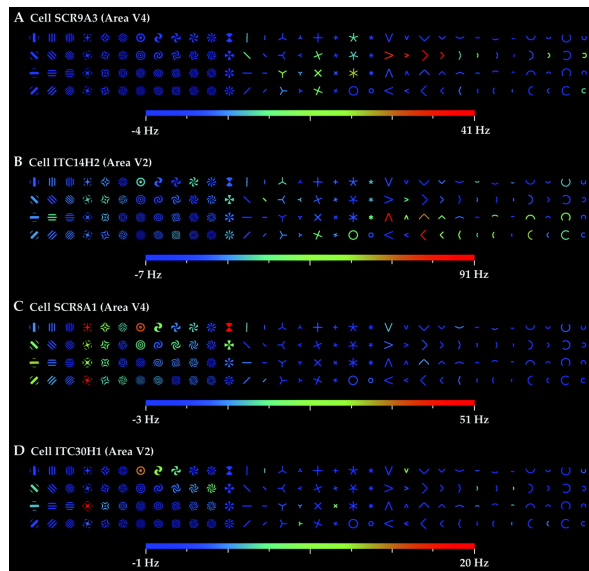 A Cell SCR9A3 (Area V4)
-4 Hz 41 Hz
B Cell ITC14H2 (Area V2)
-7 Hz 91 Hz
C Cell SCR8A1 (Area V4)
-3 Hz 51 Hz
D Cell ITC30H1 (Area V2)
-1 Hz 20 Hz